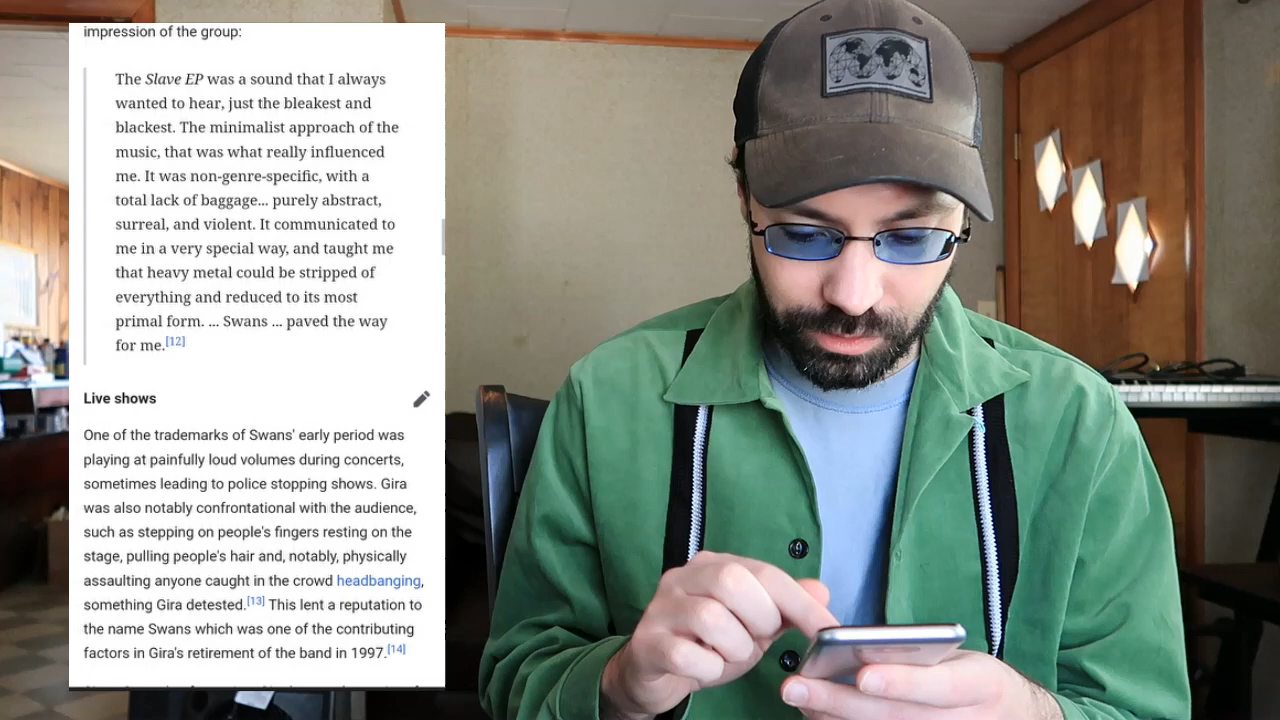 impression of the group:
The Slave EP was a sound that I always
wanted to hear, just the bleakest and
blackest. The minimalist approach of the
music, that was what really influenced
me. It was non-genre-specific, with a
total lack of baggage... purely abstract,
surreal, and violent. It communicated to
me in a very special way, and taught me
that heavy metal could be stripped of
everything and reduced to its most
primal form. ... Swans ... paved the way
for me.[12]
Live shows
One of the trademarks of Swans' early period was
playing at painfully loud volumes during concerts,
sometimes leading to police stopping shows. Gira
was also notably confrontational with the audience,
such as stepping on people's fingers resting on the
stage, pulling people's hair and, notably, physically
assaulting anyone caught in the crowd headbanging,
something Gira detested.[13] This lent a reputation to
the name Swans which was one of the contributing
factors in Gira's retirement of the band in 1997.[14]